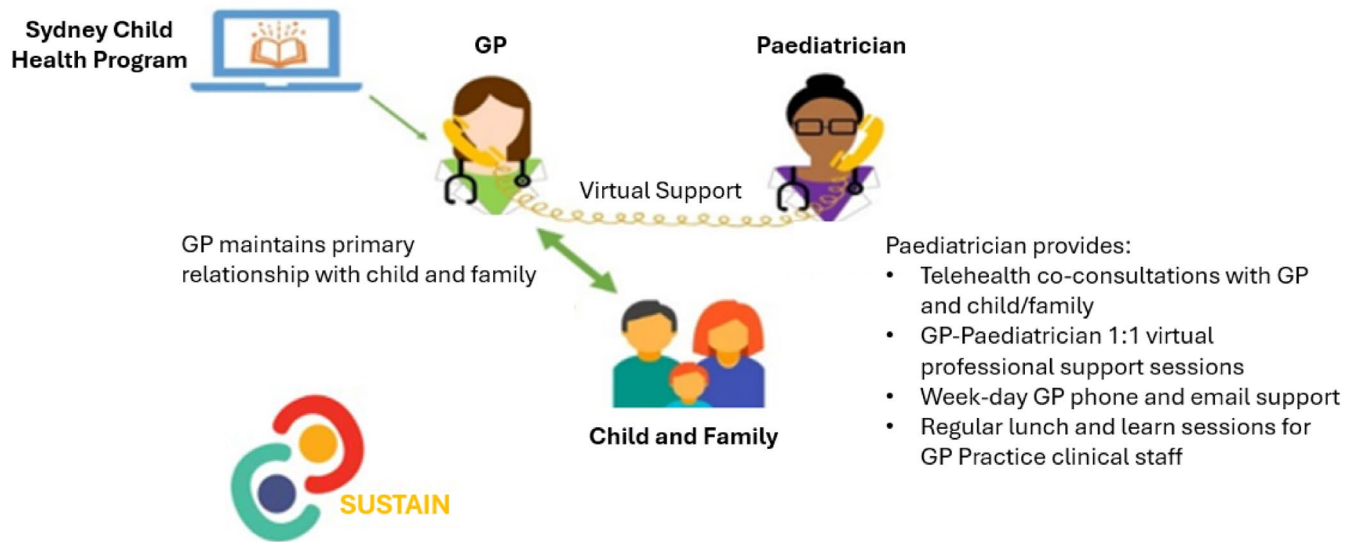 Sydney Child
Health Program
GP
Paediatrician
Virtual Support
GP maintains primary
relationship with child and family
Child and Family
Paediatrician provides:
• Telehealth co-consultations with GP
and child/family
• GP-Paediatrician 1:1 virtual
professional support sessions
• Week-day GP phone and email support
• Regular lunch and learn sessions for
GP Practice clinical staff
SUSTAIN